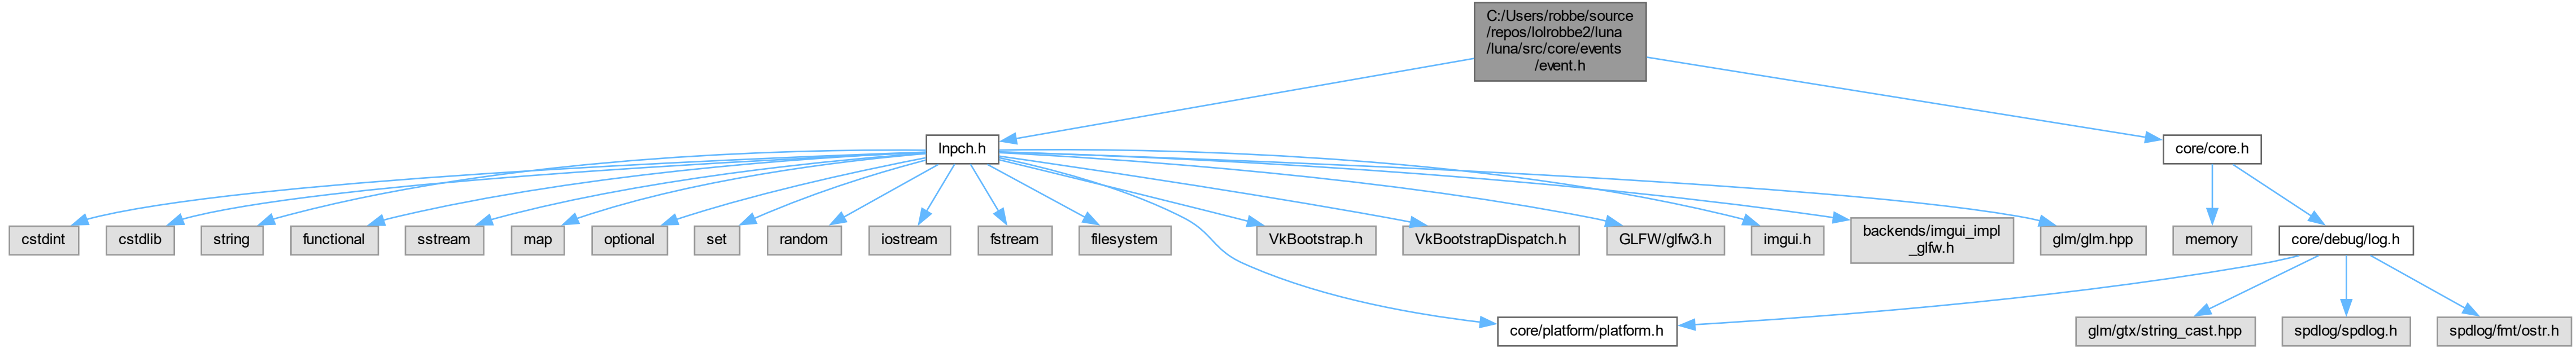 C:/Users/robbe/source
/repos/lolrobbe2/luna
/luna/src/core/events
/event.h
lnpch.h
core/core.h
cstdint
cstdlib
string
functional
sstream
map
optional
set
random
iostream
fstream
filesystem
VkBootstrap.h
VkBootstrapDispatch.h
GLFW/glfw3.h
imgui.h
backends/imgui_impl
_glfw.h
glm/glm.hpp
memory
core/debug/log.h
core/platform/platform.h
glm/gtx/string_cast.hpp
spdlog/spdlog.h
spdlog/fmt/ostr.h